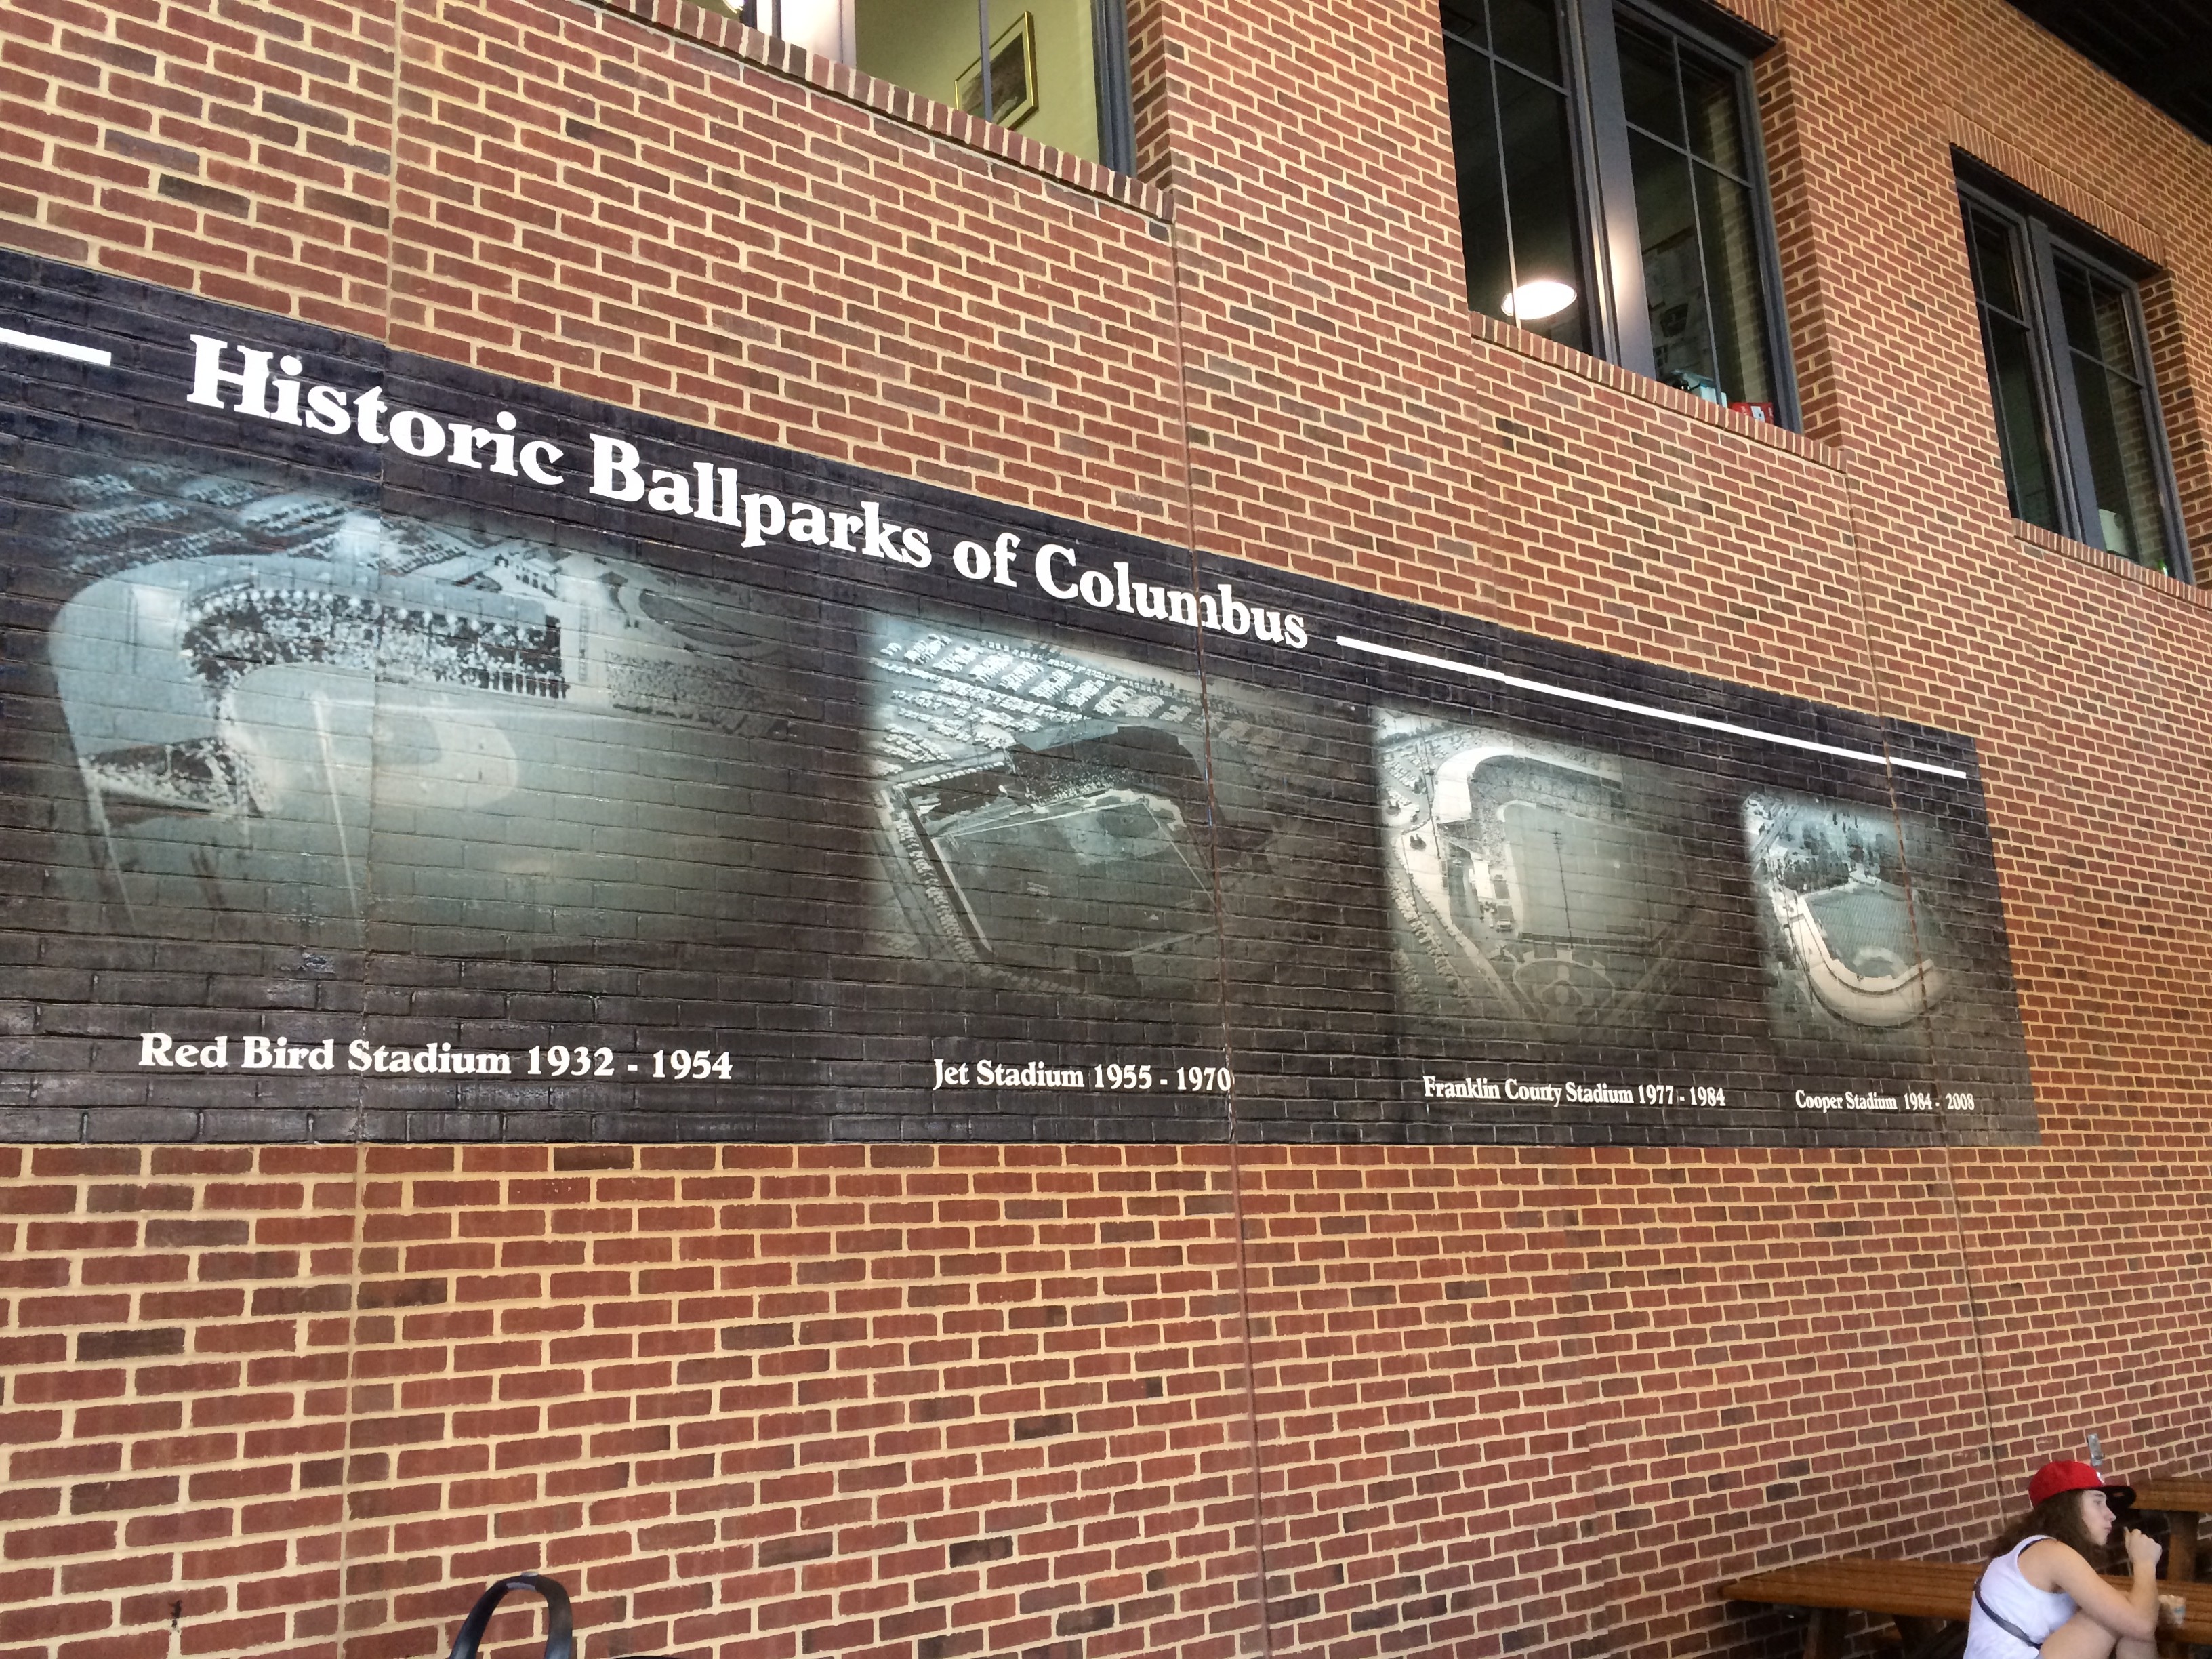 Historic Ballparks of Columbus
Red Bird Stadium 1932 - 1954
Jet Stadium 1955 - 1970
Franklin County Stadium 1977 - 1984
Cooper Stadium 1984 - 2008